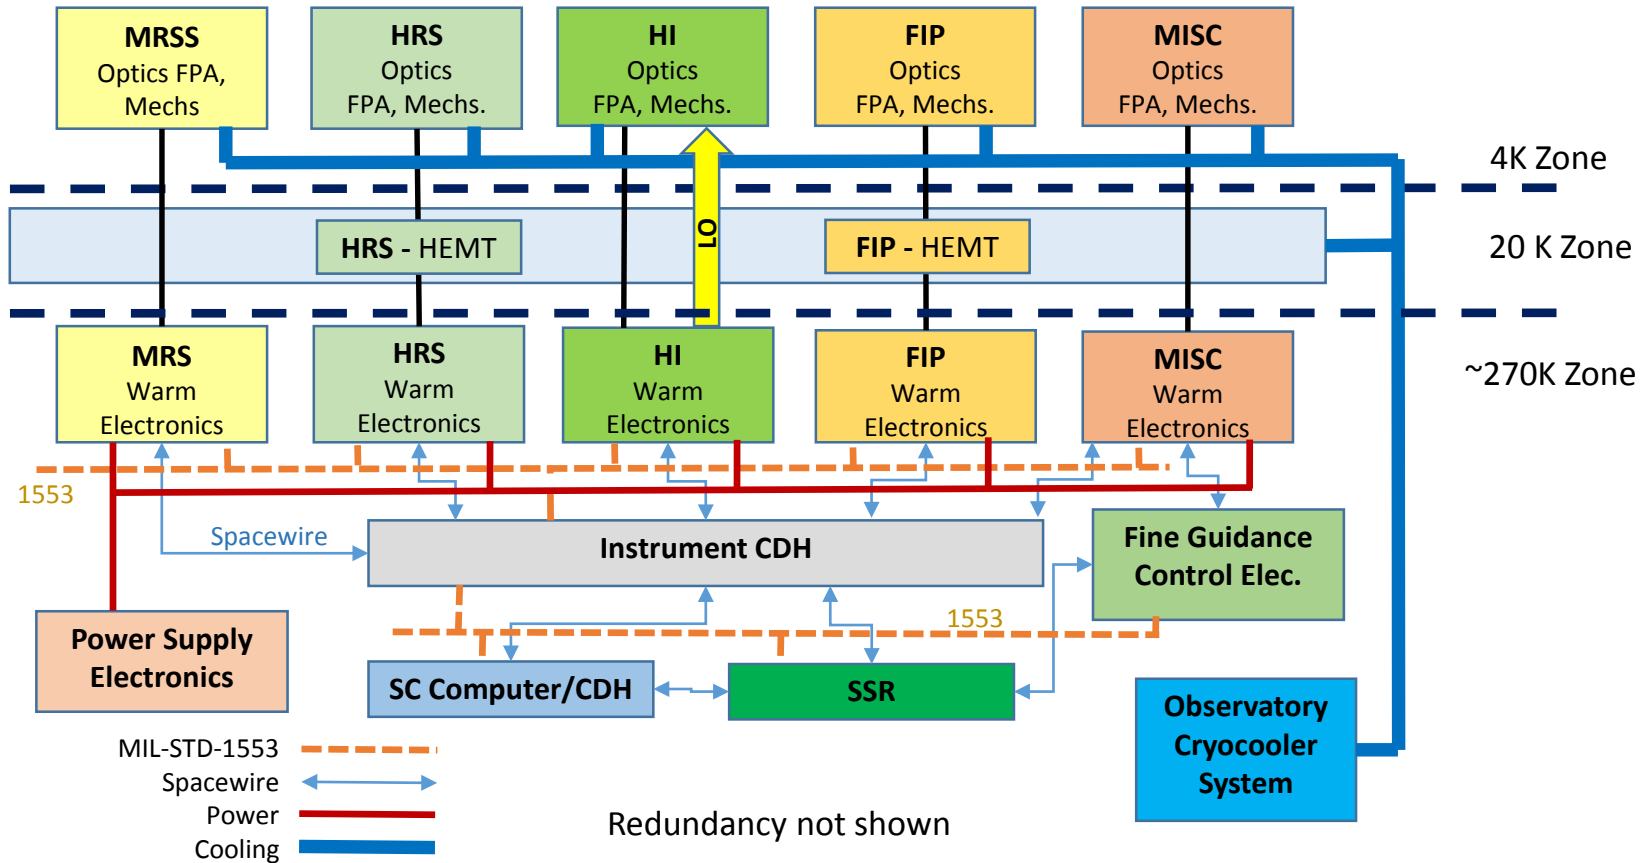 MRSS
Optics FPA,
Mechs
HRS
Optics
FPA, Mechs.
HI
Optics
FPA, Mechs.
FIP
Optics
FPA, Mechs.
MISC
Optics
FPA, Mechs.
4K Zone
HRS - HEMT
LO
FIP - HEMT
20 K Zone
MRS
Warm
Electronics
HRS
Warm
Electronics
HI
Warm
Electronics
FIP
Warm
Electronics
MISC
Warm
Electronics
~270K Zone
1553
Spacewire
Instrument CDH
Fine Guidance
Control Elec.
1553
Power Supply
Electronics
SC Computer/CDH
SSR
Observatory
Cryocooler
System
MIL-STD-1553
Spacewire
Power
Cooling
Redundancy not shown